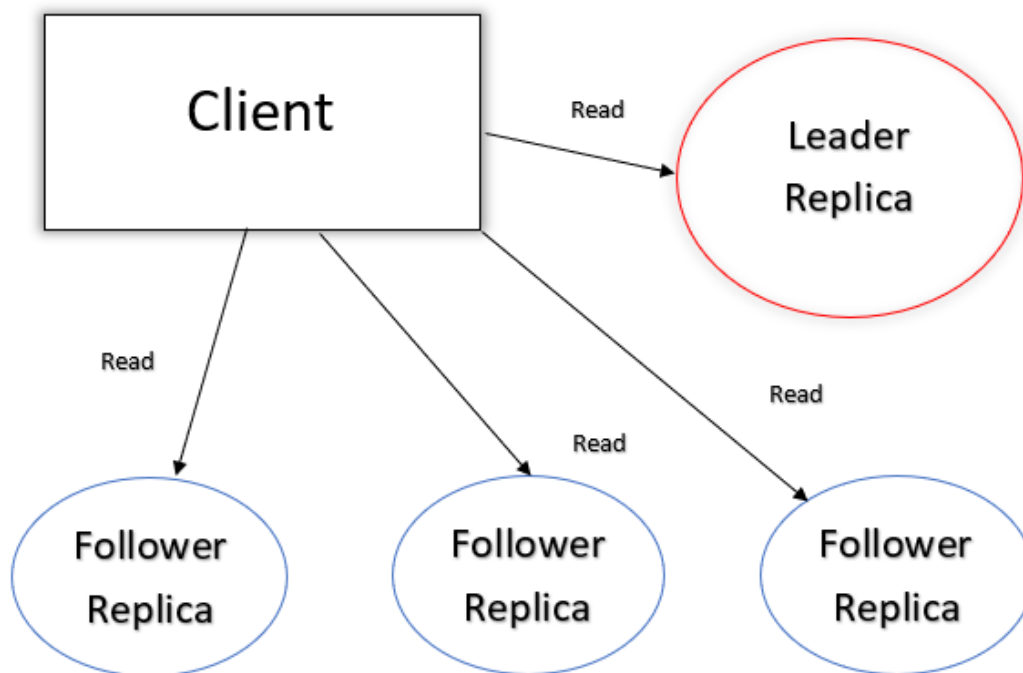 Client
Read
Leader
Replica
Read
Read
Read
Follower
Replica
Follower
Replica
Follower
Replica